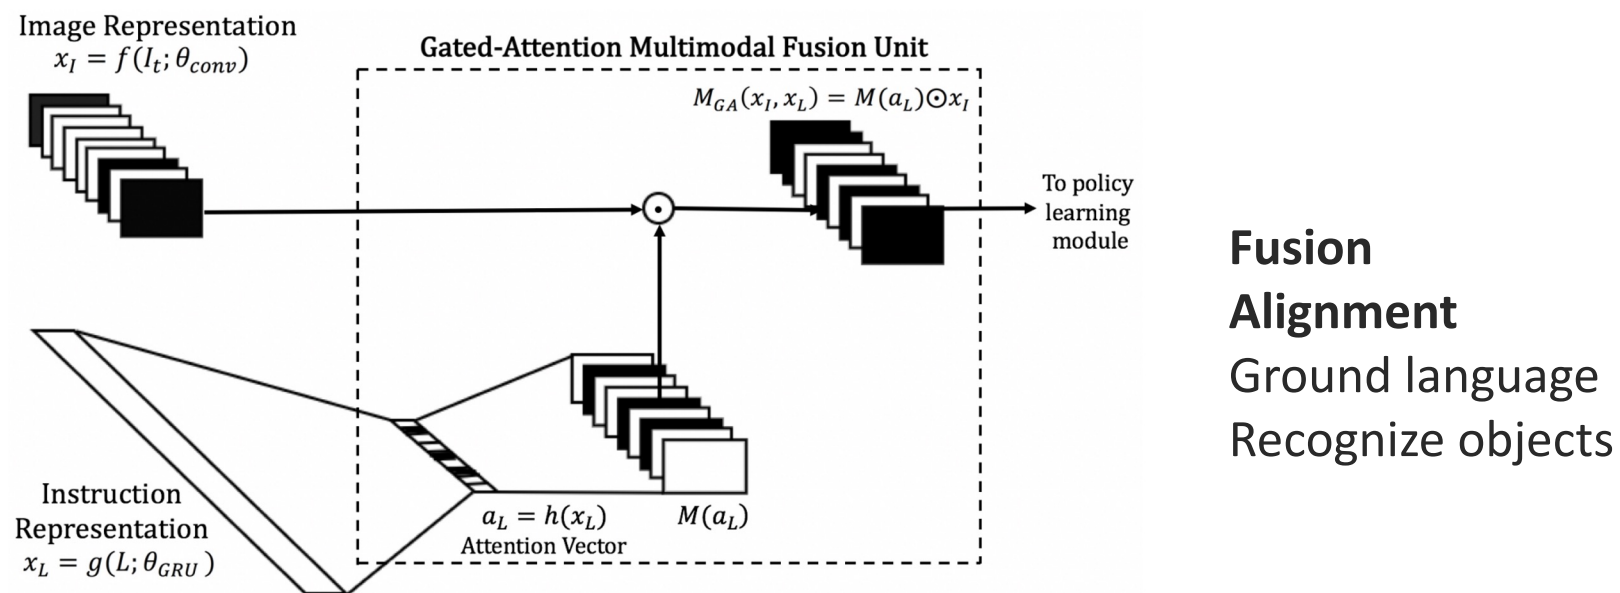 Image Representation
x_I = f(I_t; θ_conv)
Gated-Attention Multimodal Fusion Unit
M_GA(x_I, x_L) = M(a_L)⊙x_I
To policy
learning
module
Instruction
Representation
x_L = g(L; θ_GRU)
a_L = h(x_L)
Attention Vector
M(a_L)
Fusion
Alignment
Ground language
Recognize objects